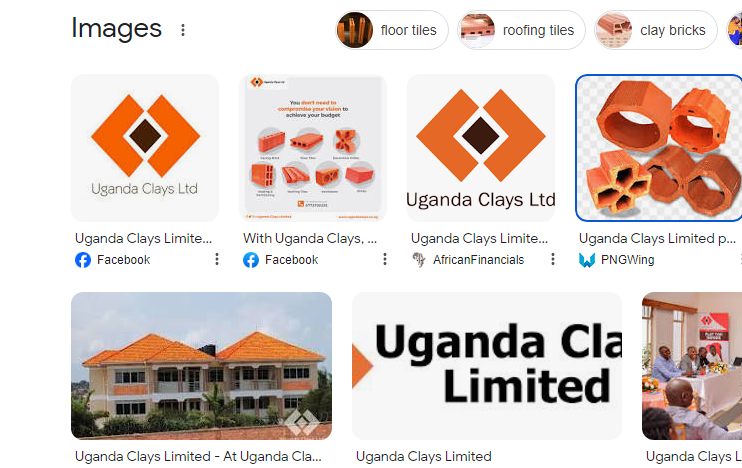 Images
floor tiles
roofing tiles
clay bricks
Uganda Clays Ltd
You don't need to
compromise your vision to
achieve your budget
Uganda Clays Ltd
Uganda Clays Limite...
Facebook
With Uganda Clays, ...
Facebook
Uganda Clays Limite...
AfricanFinancials
Uganda Clays Limited p...
PNGWing
Uganda Cla
Limited
Uganda Clays Limited - At Uganda Cla...
Uganda Clays Limited
Uganda Clays L